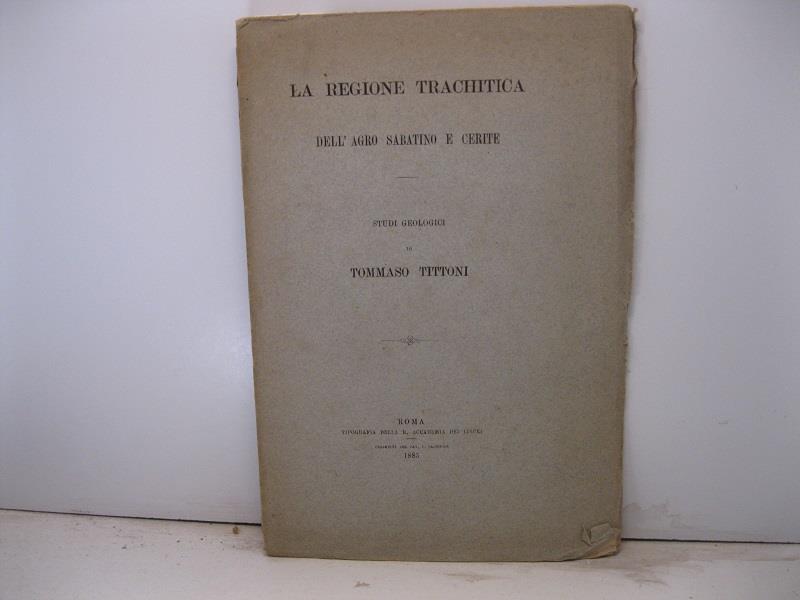 LA REGIONE TRACHITICA
DELL' AGRO SABATINO E CERITE
STUDI GEOLOGICI
DI
TOMMASO TITTONI
ROMA
TIPOGRAFIA DELLA R. ACCADEMIA DEI LINCEI
1885